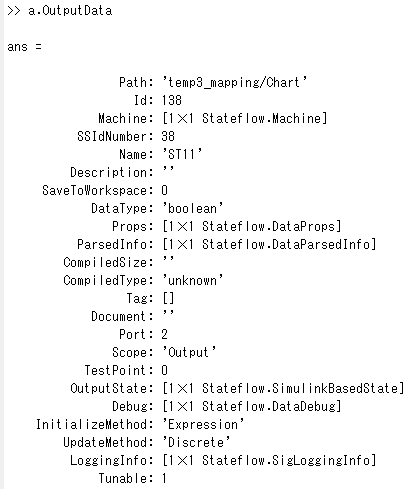 >> a.OutputData
ans =
Path: 'temp3_mapping/Chart'
Id: 138
Machine: [1×1 Stateflow.Machine]
SSIdNumber: 38
Name: 'ST11'
Description: ''
SaveToWorkspace: 0
DataType: 'boolean'
Props: [1×1 Stateflow.DataProps]
ParsedInfo: [1×1 Stateflow.DataParsedInfo]
CompiledSize: ''
CompiledType: 'unknown'
Tag: []
Document: ''
Port: 2
Scope: 'Output'
TestPoint: 0
OutputState: [1×1 Stateflow.SimulinkBasedState]
Debug: [1×1 Stateflow.DataDebug]
InitializeMethod: 'Expression'
UpdateMethod: 'Discrete'
LoggingInfo: [1×1 Stateflow.SigLoggingInfo]
Tunable: 1